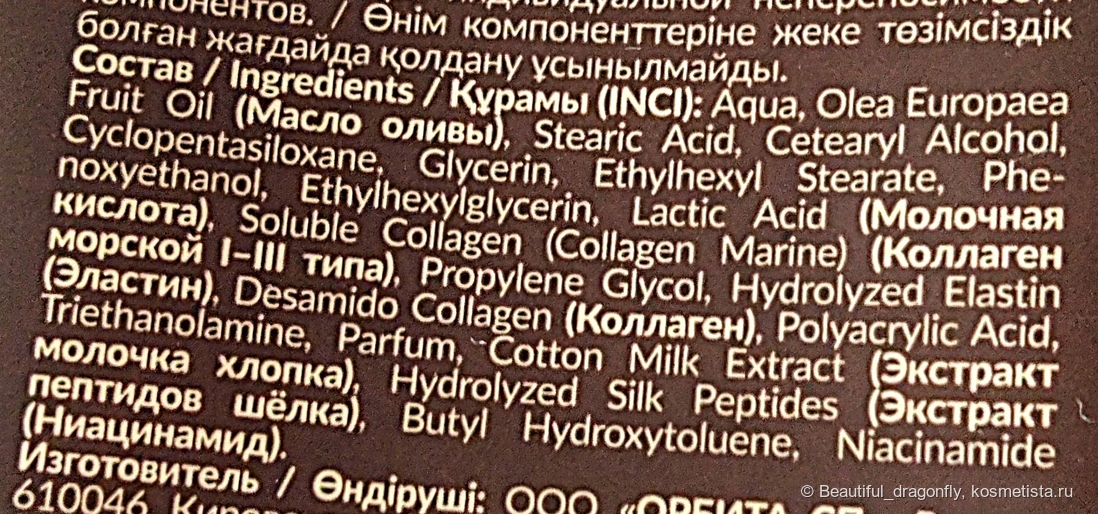 компонентов. / Өнім компоненттеріне жеке төзімсіздік
болған жағдайда қолдану ұсынылмайды.
Состав / Ingredients / Құрамы (INCI): Aqua, Olea Europaea
Fruit Oil (Масло оливы), Stearic Acid, Cetearyl Alcohol,
Cyclopentasiloxane, Glycerin, Ethylhexyl Stearate, Phe-
noxyethanol, Ethylhexylglycerin, Lactic Acid (Молочная
кислота), Soluble Collagen (Collagen Marine) (Коллаген
морской I–III типа), Propylene Glycol, Hydrolyzed Elastin
(Эластин), Desamido Collagen (Коллаген), Polyacrylic Acid,
Triethanolamine, Parfum, Cotton Milk Extract (Экстракт
молочка хлопка), Hydrolyzed Silk Peptides (Экстракт
пептидов шёлка), Butyl Hydroxytoluene, Niacinamide
(Ниацинамид).
Изготовитель / Өндіруші: ООО «ОРБИТА СП»
610046
© Beautiful_dragonfly, kosmetista.ru